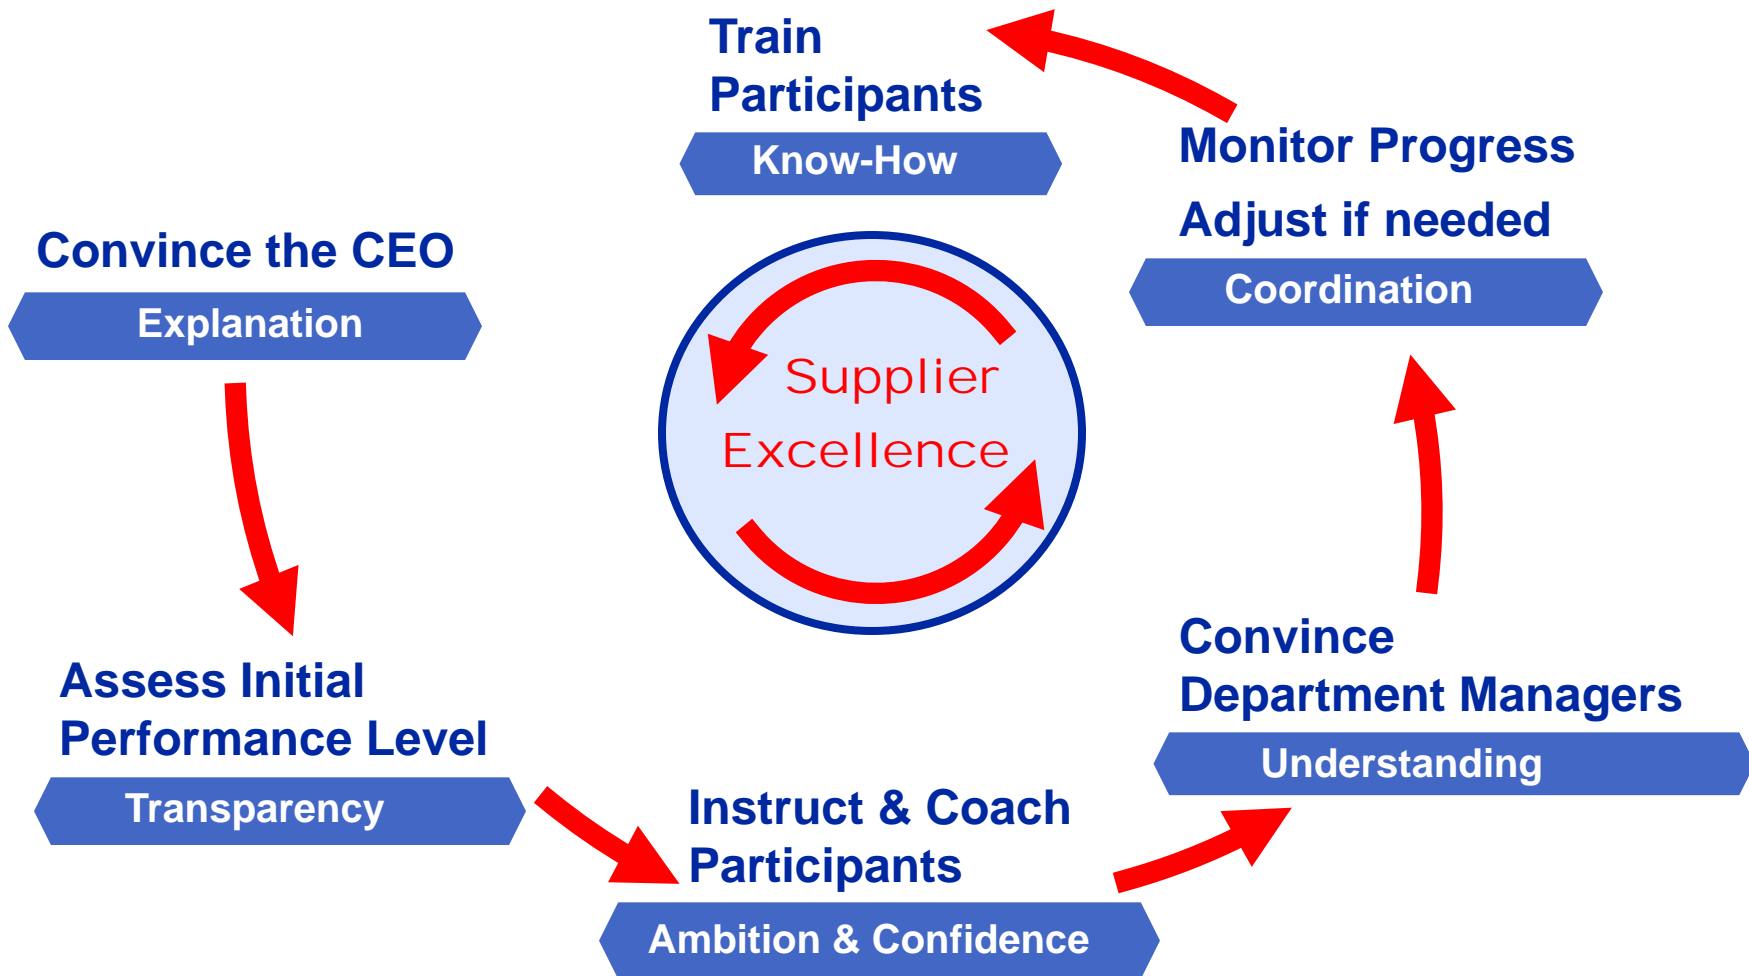 Train
Participants
Know-How
Monitor Progress
Adjust if needed
Coordination
Convince the CEO
Explanation
Supplier
Excellence
Assess Initial
Performance Level
Transparency
Convince
Department Managers
Understanding
Instruct & Coach
Participants
Ambition & Confidence